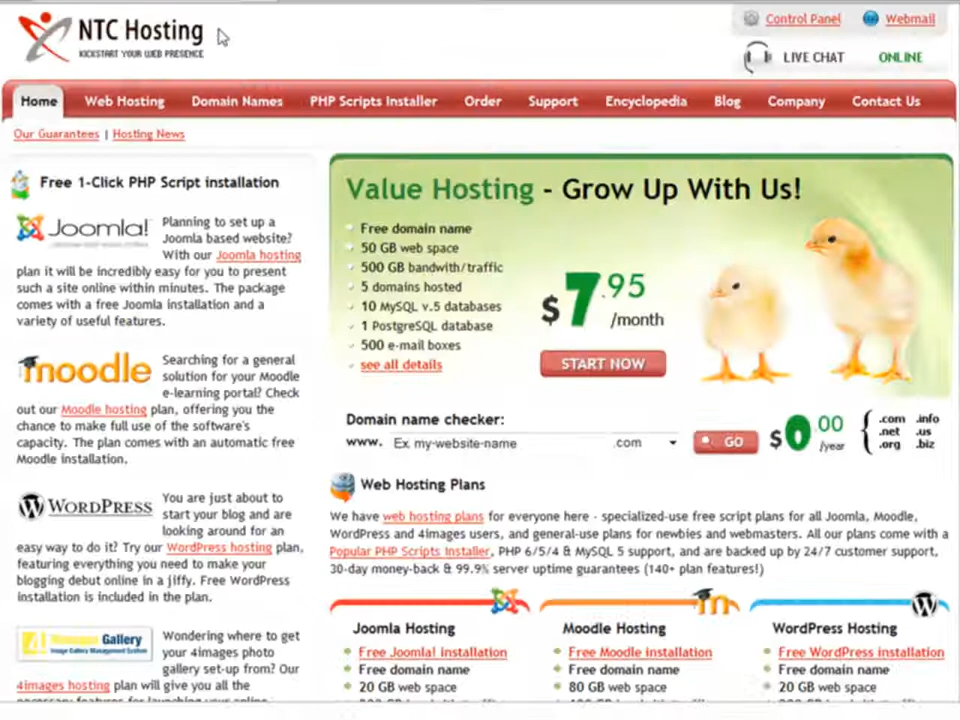 NTC Hosting
KICKSTART YOUR WEB PRESENCE
Control Panel
Webmail
LIVE CHAT
ONLINE
Home
Web Hosting
Domain Names
PHP Scripts Installer
Order
Support
Encyclopedia
Blog
Company
Contact Us
Our Guarantees | Hosting News
Free 1-Click PHP Script installation
Joomla!
Planning to set up a
Joomla based website?
With our Joomla hosting
plan it will be incredibly easy for you to present
such a site online within minutes. The package
comes with a free Joomla installation and a
variety of useful features.
moodle
Searching for a general
solution for your Moodle
e-learning portal? Check
out our Moodle hosting plan, offering you the
chance to make full use of the software's
capacity. The plan comes with an automatic free
Moodle installation.
WORDPRESS
You are just about to
start your blog and are
looking around for an
easy way to do it? Try our WordPress hosting plan,
featuring everything you need to make your
blogging debut online in a jiffy. Free WordPress
installation is included in the plan.
Gallery
Image Gallery Management System
Wondering where to get
your 4images photo
gallery set-up from? Our
4images hosting plan will give you all the
Value Hosting - Grow Up With Us!
Free domain name
50 GB web space
500 GB bandwith/traffic
5 domains hosted
10 MySQL v.5 databases
1 PostgreSQL database
500 e-mail boxes
see all details
$7.95
/month
START NOW
Domain name checker:
www. Ex. my-website-name .com
GO
$0.00
/year
.com .info
.net .us
.org .biz
Web Hosting Plans
We have web hosting plans for everyone here - specialized-use free script plans for all Joomla, Moodle,
WordPress and 4images users, and general-use plans for newbies and webmasters. All our plans come with a
Popular PHP Scripts Installer, PHP 6/5/4 & MySQL 5 support, and are backed up by 24/7 customer support,
30-day money-back & 99.9% server uptime guarantees (140+ plan features!)
Joomla Hosting
Free Joomla! installation
Free domain name
20 GB web space
Moodle Hosting
Free Moodle installation
Free domain name
80 GB web space
WordPress Hosting
Free WordPress installation
Free domain name
20 GB web space